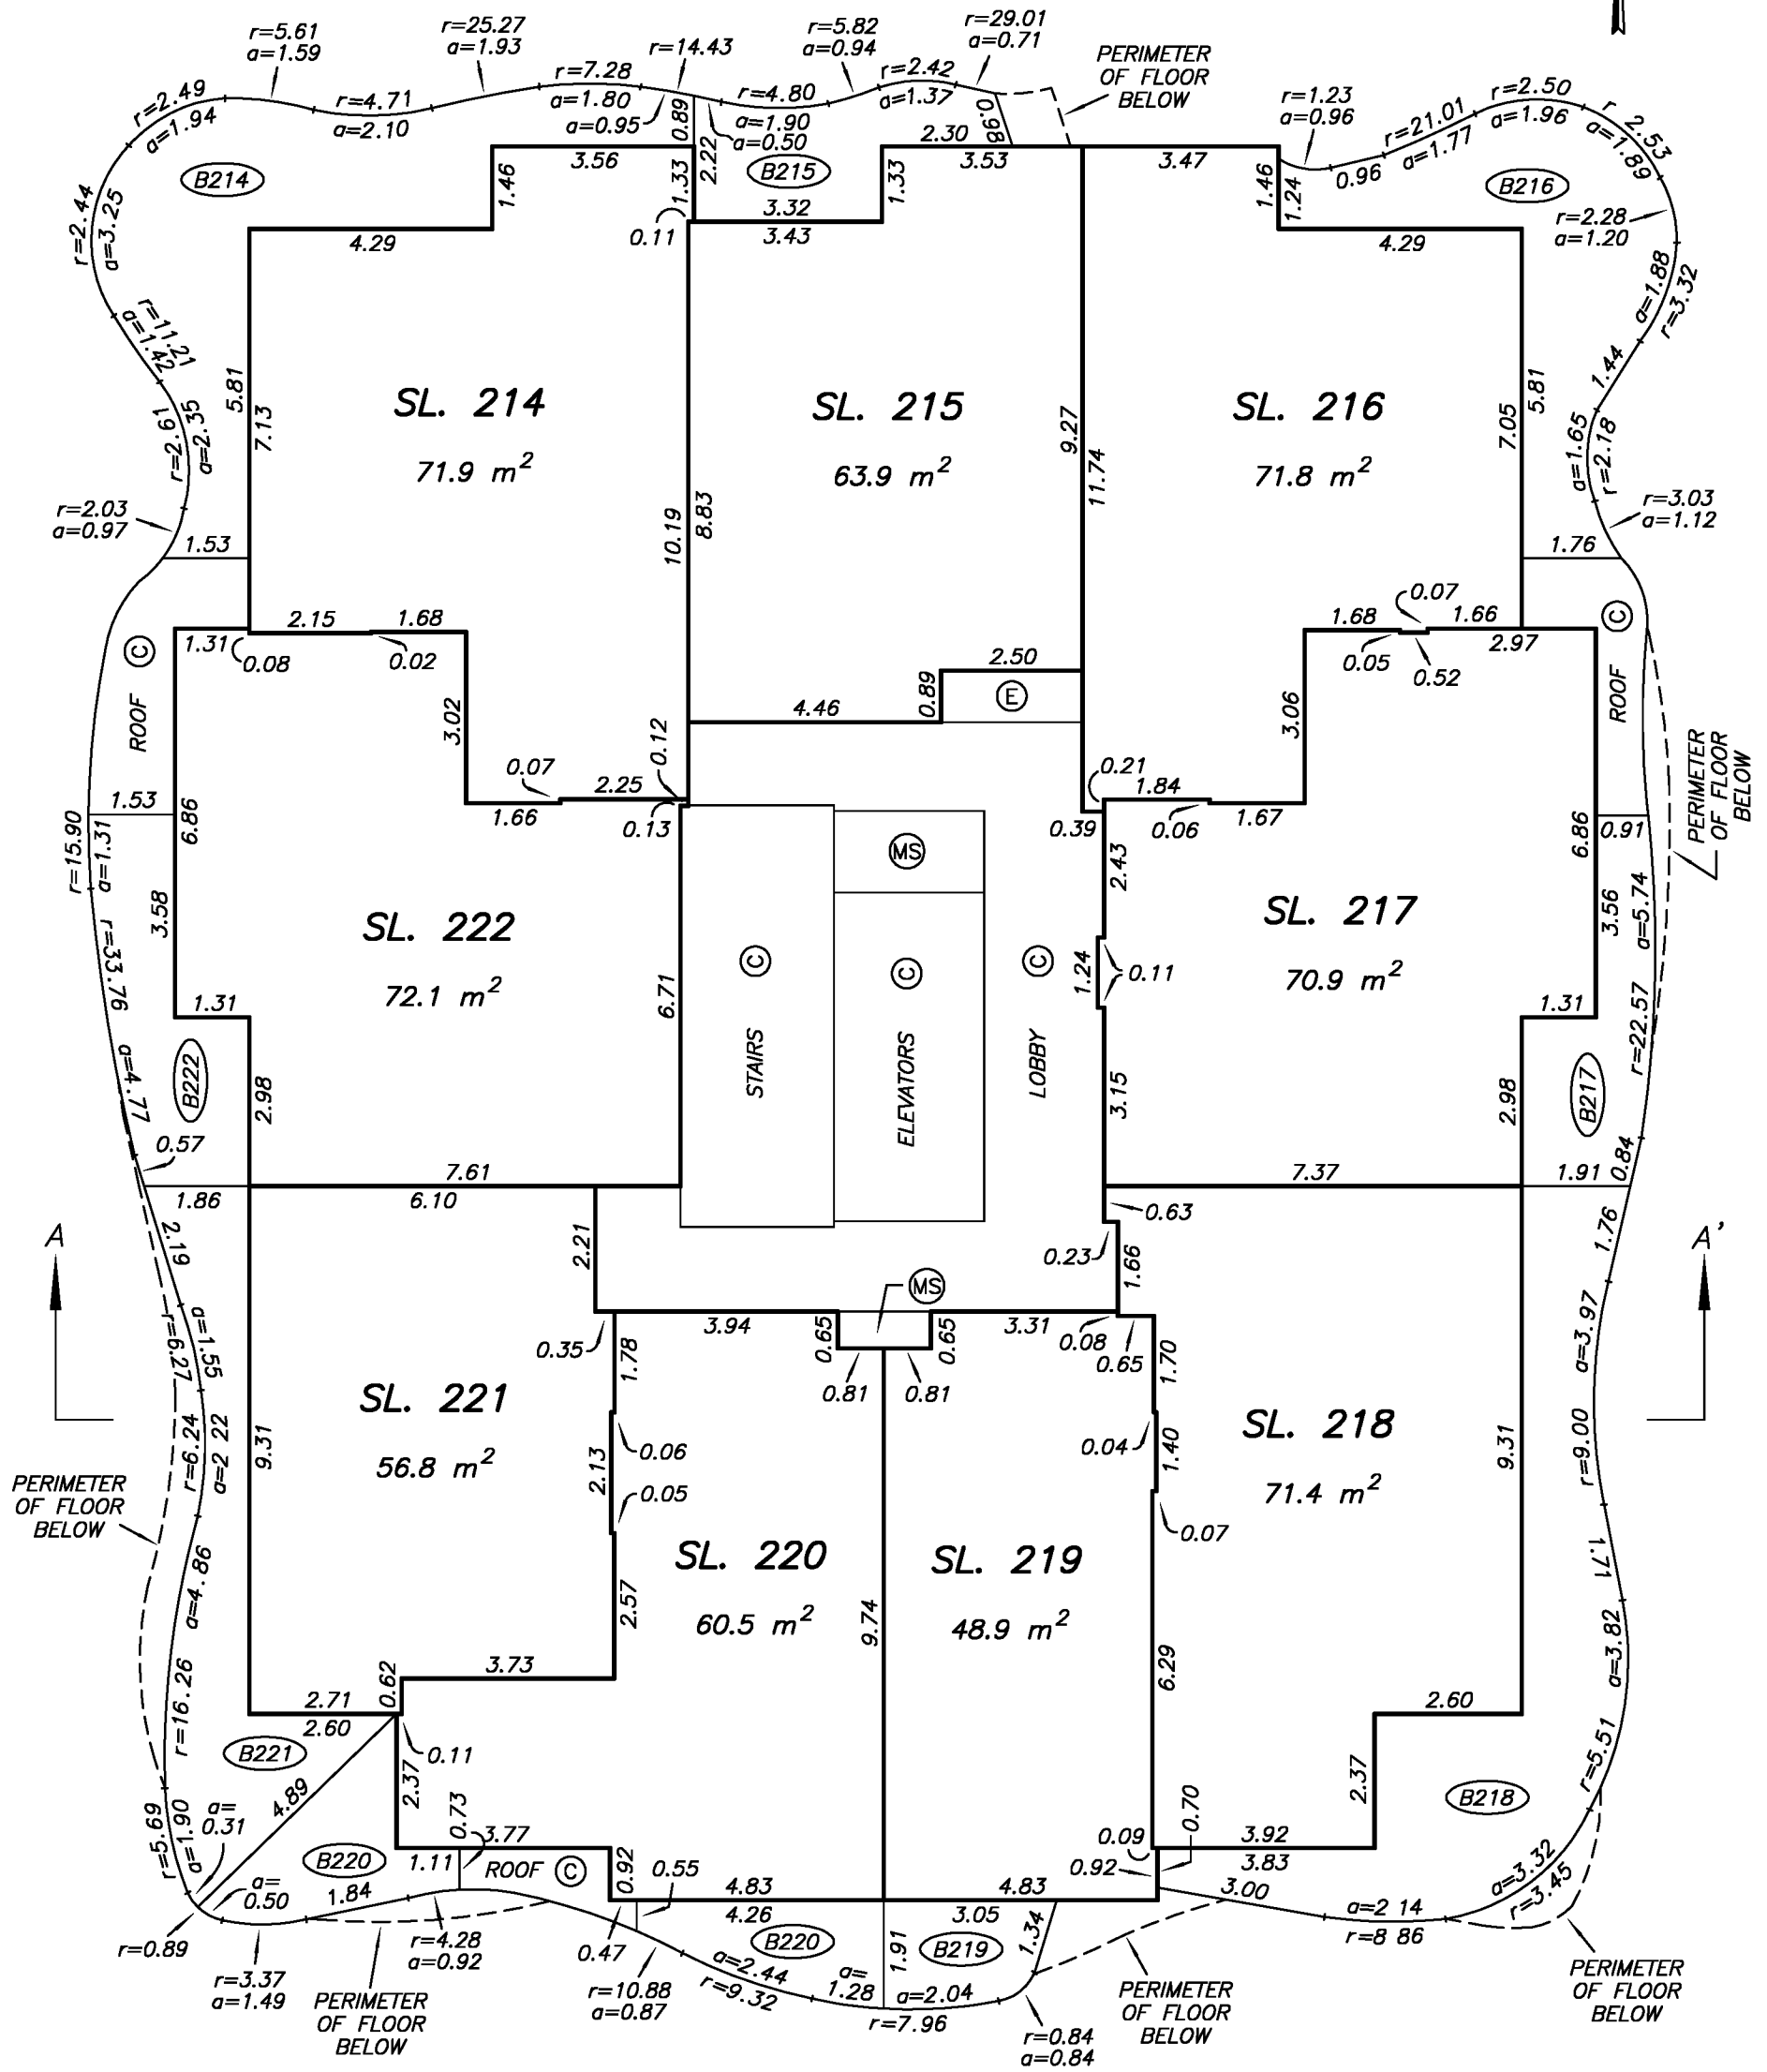 r=5.61
a=1.59
r=25.27
a=1.93
r=14.43
r=5.82
a=0.94
r=29.01
a=0.71
PERIMETER
OF FLOOR
BELOW
r=2.49
a=1.94
r=4.71
a=2.10
r=7.28
a=1.80
a=0.95
0.89
r=4.80
a=1.90
a=0.50
r=2.42
a=1.37
0.98
r=1.23
a=0.96
r=21.01
a=1.77
r=2.50
a=1.96
r 2.53
a=1.89
0.96
B214
3.56
1.46
1.33
2.22
B215
2.30
3.53
1.33
3.47
1.46
1.24
B216
r=2.28
a=1.20
r=2.44
a=3.25
4.29
0.11
3.32
3.43
4.29
a=1.88
r=3.32
r=11.21
a=1.42
r=2.61
a=2.35
5.81
7.13
SL. 214
71.9 m²
SL. 215
63.9 m²
9.27
11.74
SL. 216
71.8 m²
7.05
5.81
1.44
a=1.65
r=2.18
r=2.03
a=0.97
r=3.03
a=1.12
1.53
10.19
8.83
1.76
1.31
0.08
2.15
1.68
0.02
1.68
0.07
1.66
0.05
0.52
2.97
C
ROOF
C
ROOF
3.02
2.50
0.89
E
4.46
3.06
PERIMETER
OF FLOOR
BELOW
0.07
2.25
0.12
1.66
0.13
0.21
1.84
0.39
0.06
1.67
1.53
0.91
r=15.90
a=1.31
6.86
3.58
MS
2.43
6.86
3.56
a=5.74
r=22.57
r=33.76
a=4.77
SL. 222
72.1 m²
6.71
C
STAIRS
C
ELEVATORS
C
LOBBY
1.24
0.11
SL. 217
70.9 m²
1.31
1.31
B222
2.98
3.15
2.98
B217
0.57
0.84
7.61
7.37
1.86
6.10
1.91
2.19
2.21
0.63
0.23
1.66
1.76
A
A'
MS
a=1.55
r=6.27
0.35
1.78
3.94
0.65
0.65
3.31
0.08
0.65
1.70
a=3.97
r=9.00
0.81
0.81
SL. 221
56.8 m²
9.31
r=6.24
a=2 22
2.13
0.06
0.05
0.04
1.40
0.07
SL. 218
71.4 m²
9.31
PERIMETER
OF FLOOR
BELOW
SL. 220
60.5 m²
9.74
SL. 219
48.9 m²
1.71
a=4.86
r=16.26
2.57
6.29
a=3.82
r=5.51
0.62
3.73
2.71
2.60
2.60
B221
0.11
2.37
4.89
2.37
B218
r=5.69
a=1.90
a=
0.31
0.73
3.77
0.09
0.70
3.92
3.83
B220
1.11
ROOF C
0.92
0.55
0.92
a=
0.50
1.84
4.83
4.83
4.26
3.05
3.00
a=2 14
r=8 86
a=3.32
r=3.45
r=0.89
r=3.37
a=1.49
r=4.28
a=0.92
0.47
B220
1.91
B219
1.34
r=10.88
a=0.87
a=2.44
r=9.32
a=
1.28
a=2.04
r=7.96
r=0.84
a=0.84
PERIMETER
OF FLOOR
BELOW
PERIMETER
OF FLOOR
BELOW
PERIMETER
OF FLOOR
BELOW